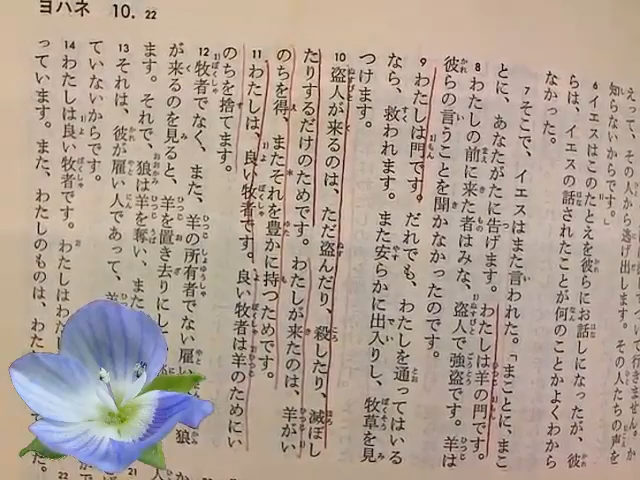 ヨハネ 10. 22
えって、その人から逃げ出します。その人たちの声を
知らないからです。」
6 イエスはこのたとえを彼らにお話しになったが、彼
らは、イエスの話されたことが何のことかよくわから
なかった。
7 そこで、イエスはまた言われた。「まことに、まこ
とに、あなたがたに告げます。わたしは羊の門です。
8 わたしの前に来た者はみな、盗人で強盗です。羊は
彼らの言うことを聞かなかったのです。
9 わたしは門です。だれでも、わたしを通ってはいる
なら、救われます。また安らかに出入りし、牧草を見
つけます。
10 盗人が来るのは、ただ盗んだり、殺したり、滅ぼし
たりするだけのためです。わたしが来たのは、羊がい
のちを得、またそれを豊かに持つためです。
11 わたしは、良い牧者です。良い牧者は羊のためにい
のちを捨てます。
12 牧者でなく、また、羊の所有者でない雇い
が来るのを見ると、羊を置き去りにして
ます。それで、狼は羊を奪い、また
13 それは、彼が雇い人であって、羊
ていないからです。
14 わたしは良い牧者です。わたしはわた
っています。また、わたしのものは、わた